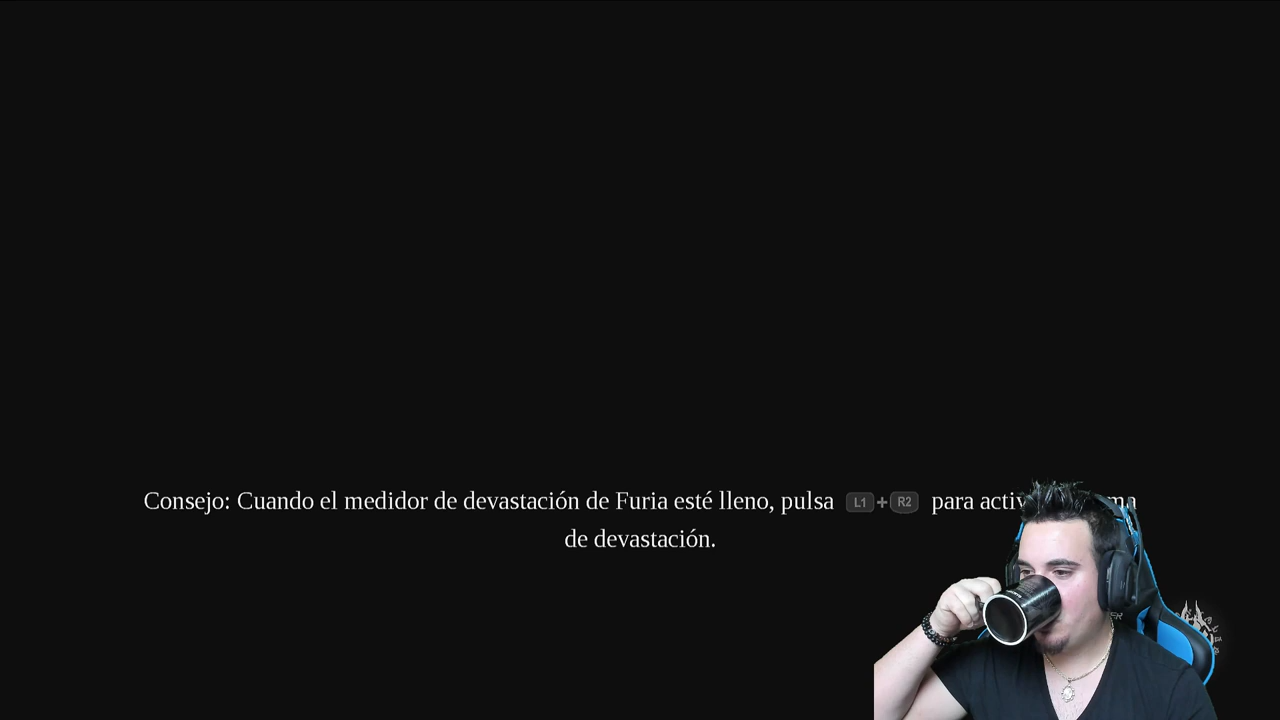 Consejo: Cuando el medidor de devastación de Furia esté lleno, pulsa L1+R2 para
de devastación.